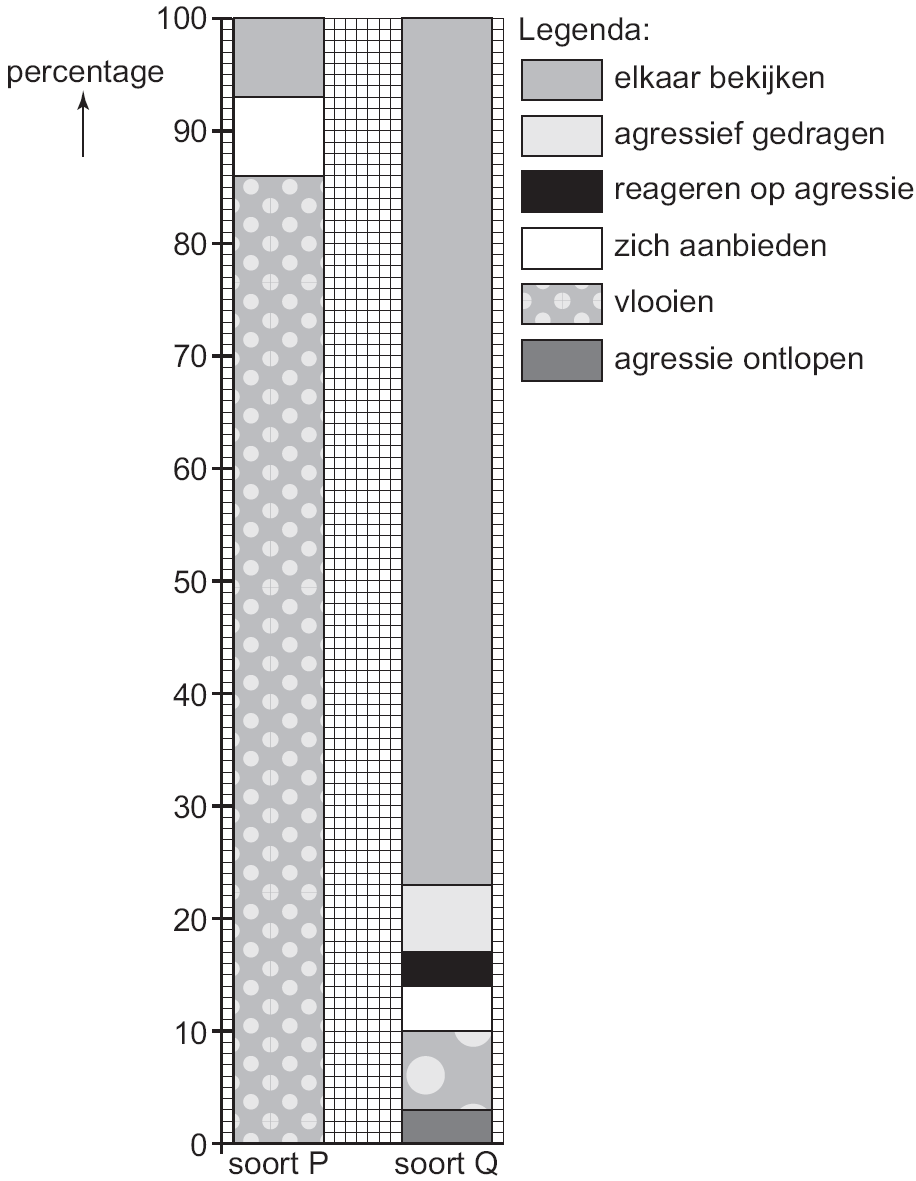 percentage
100
90
80
70
60
50
40
30
20
10
0
soort P
soort Q
Legenda:
elkaar bekijken
agressief gedragen
reageren op agressie
zich aanbieden
vlooien
agressie ontlopen